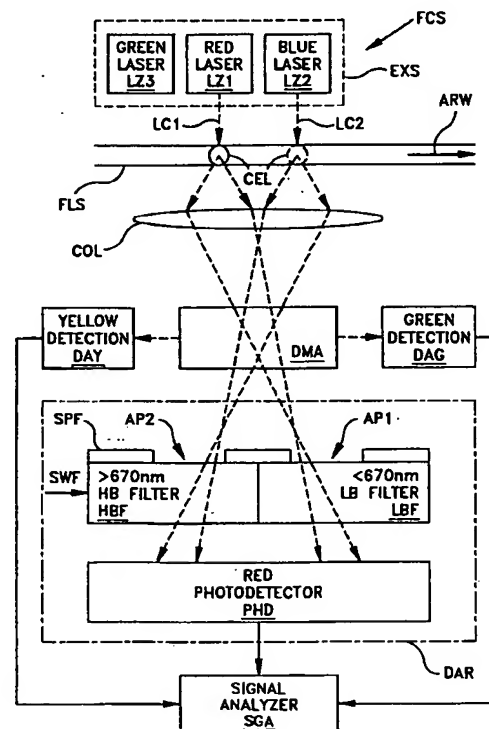 FCS
GREEN
LASER
LZ3
RED
LASER
LZ1
BLUE
LASER
LZ2
EXS
LC1
LC2
ARW
CEL
FLS
COL
YELLOW
DETECTION
DAY
DMA
GREEN
DETECTION
DAG
SPF
AP2
AP1
SWF
>670nm
HB FILTER
HBF
<670nm
LB FILTER
LBF
RED
PHOTODETECTOR
PHD
DAR
SIGNAL
ANALYZER
SGA